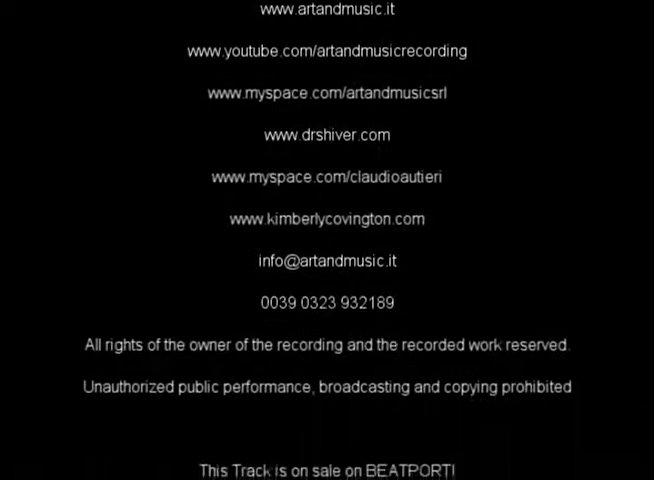 www.artandmusic.it
www.youtube.com/artandmusicrecording
www.myspace.com/artandmusicsrl
www.drshiver.com
www.myspace.com/claudioautieri
www.kimberlycovington.com
info@artandmusic.it
0039 0323 932189
All rights of the owner of the recording and the recorded work reserved.
Unauthorized public performance, broadcasting and copying prohibited
This Track is on sale on BEATPORT!